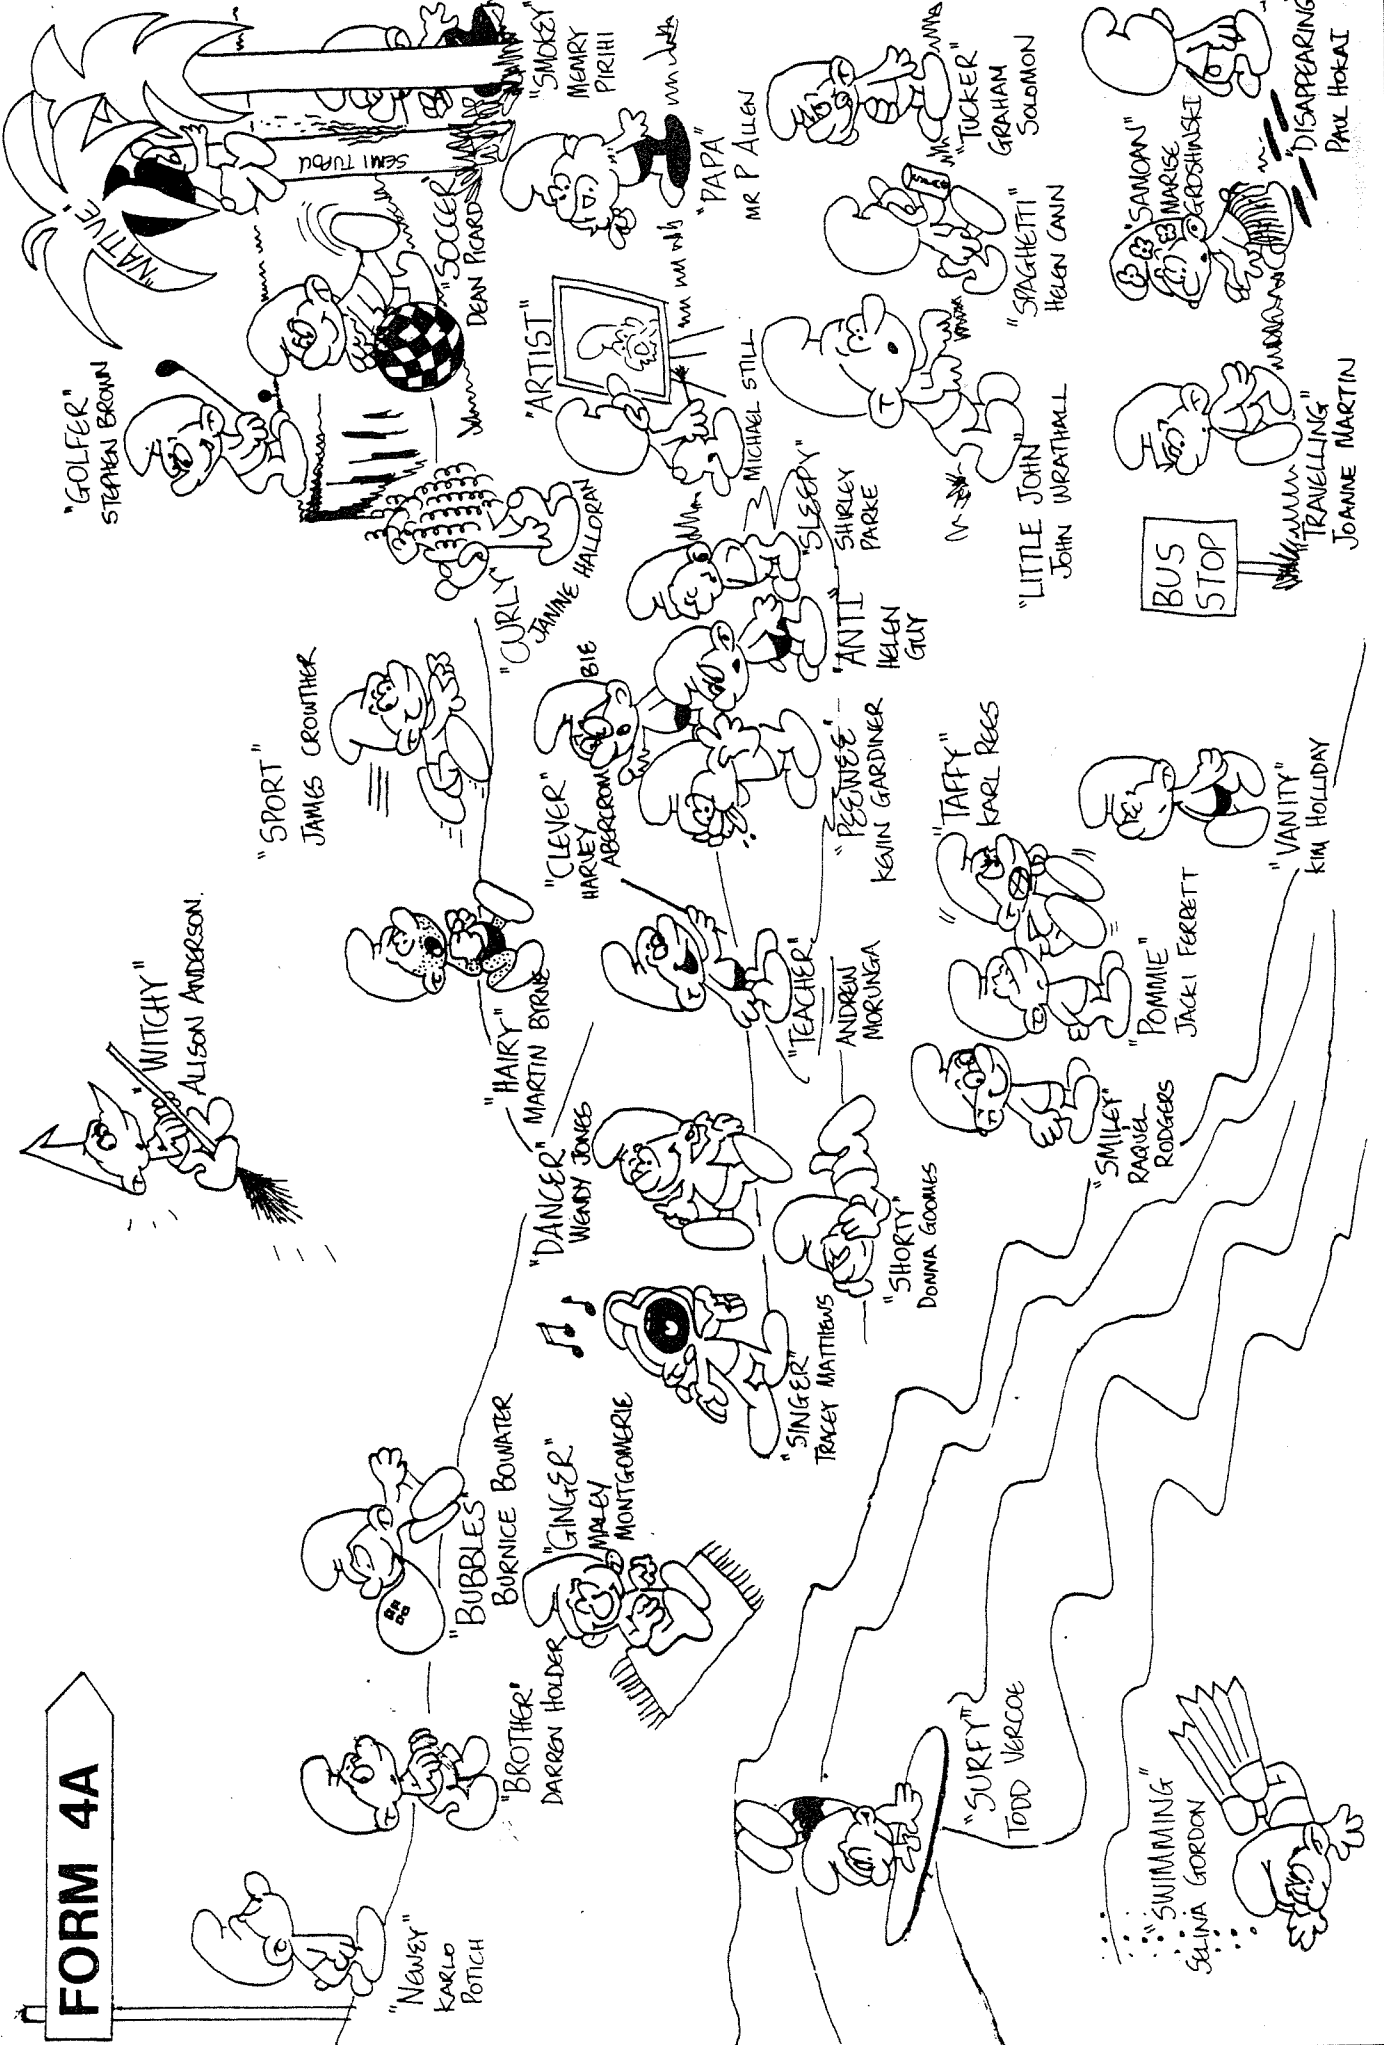 FORM 4A
"WITCHY"
ALISON ANDERSON.
"NEWEY"
KARLO
POTICH
"BROTHER"
DARREN HOLDER
"BUBBLES"
BURNICE BOWATER
"GINGER"
MALEY
MONTGOMERIE
"SPORT"
JAMES CROWTHER
"HAIRY"
MARTIN BYRNE
"DANCER"
WENDY JONES
"GOLFER"
STEPHEN BROWN
"NATIVE"
SEMI TUPOU
"SOCCER"
DEAN PICARD
"SMOKEY"
MEMRY
PIRIHI
"CURLY"
JANINE HALLORAN
"CLEVER"
HARVEY
ABERCROMBIE
"ARTIST"
MICHAEL STILL
"PAPA"
MR P ALLEN
"SINGER"
TRACEY MATTHEWS
"SHORTY"
DONNA GOOMES
"TEACHER"
ANDREW
MORUNGA
"PEEWEE"
KEVIN GARDINER
"ANTI"
HELEN
GUY
"SLEEPY"
SHIRLEY
PARKE
"LITTLE JOHN"
JOHN WRATHALL
"SPAGHETTI"
HELEN CANN
"TUCKER"
GRAHAM
SOLOMON
"SURFY"
TODD VERCOE
"SMILEY"
RAQUEL
RODGERS
"POMMIE"
JACKI FERRETT
"TAFFY"
KARL REES
"VANITY"
KIM HOLLIDAY
"SWIMMING"
SELINA GORDON
BUS
STOP
"TRAVELLING"
JOANNE MARTIN
"SAMOAN"
MARISE
GROSHINSKI
"DISAPPEARING"
PAUL HOKAI